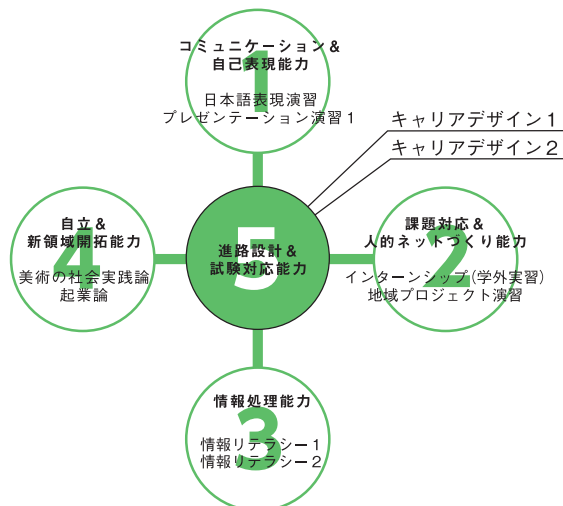 1
コミュニケーション&
自己表現能力
日本語表現演習
プレゼンテーション演習1
キャリアデザイン1
キャリアデザイン2
4
自立&
新領域開拓能力
美術の社会実践論
起業論
5
進路設計&
試験対応能力
2
課題対応&
人的ネットづくり能力
インターンシップ(学外実習)
地域プロジェクト演習
3
情報処理能力
情報リテラシー1
情報リテラシー2